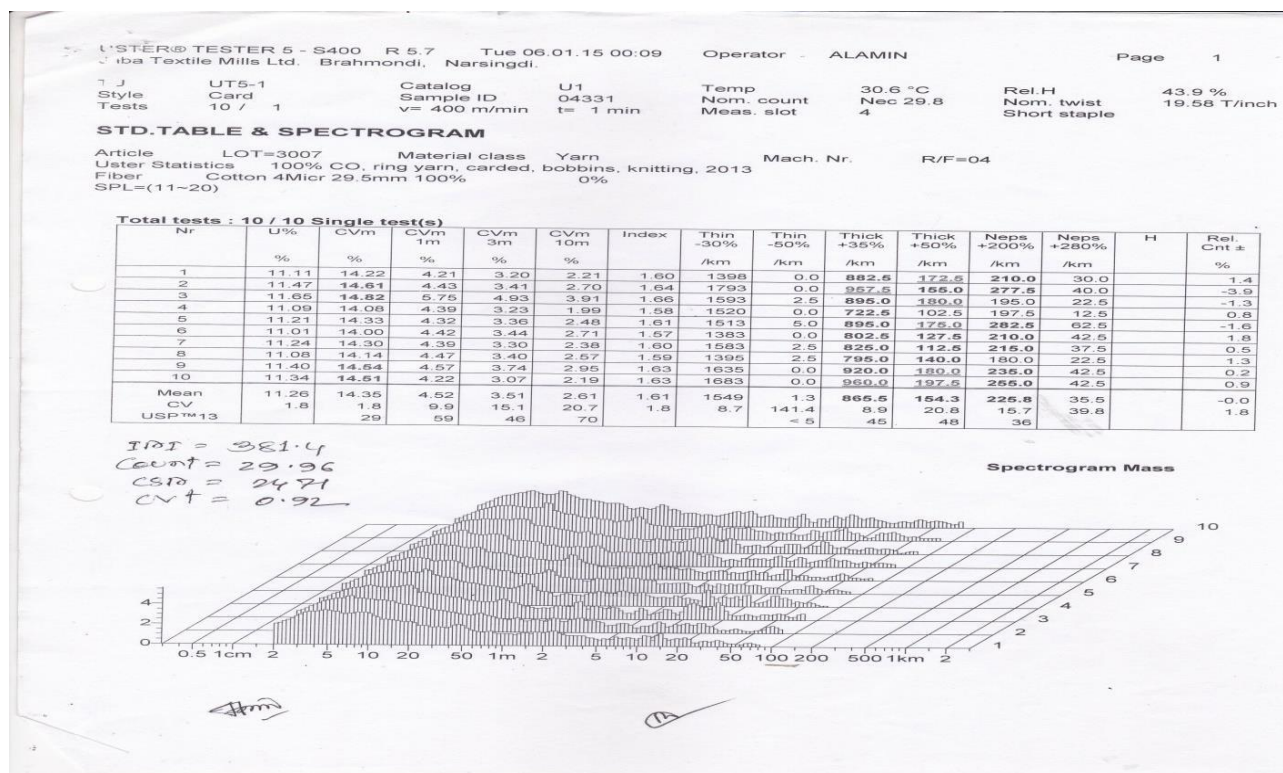 USTER® TESTER 5 - S400 R 5.7 Tue 06.01.15 00:09 Operator - ALAMIN Page 1
Textile Mills Ltd. Brahmondi, Narsingdi.
UT5-1 Catalog U1 Temp 30.6 °C Rel.H 43.9 %
Style Card Sample ID 04331 Nom. count Nec 29.8 Nom. twist 19.58 T/inch
Tests 10 / 1 v= 400 m/min t= 1 min Meas. slot 4 Short staple
STD.TABLE & SPECTROGRAM
Article LOT=3007 Material class Yarn Mach. Nr. R/F=04
Uster Statistics 100% CO, ring yarn, carded, bobbins, knitting, 2013
Fiber Cotton 4Micr 29.5mm 100% 0%
SPL=(11~20)
Total tests : 10 / 10 Single test(s)
Nr U% CVm CVm CVm CVm Index Thin Thin Thick Thick Neps Neps H Rel.
1m 3m 10m -30% -50% +35% +50% +200% +280% Cnt ±
% % % % % /km /km /km /km /km /km %
1 11.11 14.22 4.21 3.20 2.21 1.60 1398 0.0 882.5 172.5 210.0 30.0 1.4
2 11.47 14.61 4.43 3.41 2.70 1.64 1793 0.0 957.5 155.0 277.5 40.0 -3.9
3 11.65 14.82 5.75 4.93 3.91 1.66 1593 2.5 895.0 180.0 195.0 22.5 -1.3
4 11.09 14.08 4.39 3.23 1.99 1.58 1520 0.0 722.5 102.5 197.5 12.5 0.8
5 11.21 14.33 4.32 3.36 2.48 1.61 1513 5.0 895.0 175.0 282.5 62.5 -1.6
6 11.01 14.00 4.42 3.44 2.71 1.57 1383 0.0 802.5 127.5 210.0 42.5 1.8
7 11.24 14.30 4.39 3.30 2.38 1.60 1583 2.5 825.0 112.5 215.0 37.5 0.5
8 11.08 14.14 4.47 3.40 2.57 1.59 1395 2.5 795.0 140.0 180.0 22.5 1.3
9 11.40 14.54 4.57 3.74 2.95 1.63 1635 0.0 920.0 180.0 235.0 42.5 0.2
10 11.34 14.51 4.22 3.07 2.19 1.63 1683 0.0 960.0 197.5 255.0 42.5 0.9
Mean 11.26 14.35 4.52 3.51 2.61 1.61 1549 1.3 865.5 154.3 225.8 35.5 -0.0
CV 1.8 1.8 9.9 15.1 20.7 1.8 8.7 141.4 8.9 20.8 15.7 39.8 1.8
USP™13 29 59 46 70 < 5 45 48 36
IPI = 381.4
Count = 29.96
CSP = 2471
CVt = 0.92
Spectrogram Mass
10
9
8
7
6
5
4
3
2
1
4
2
0
0.5 1cm 2 5 10 20 50 1m 2 5 10 20 50 100 200 500 1km 2